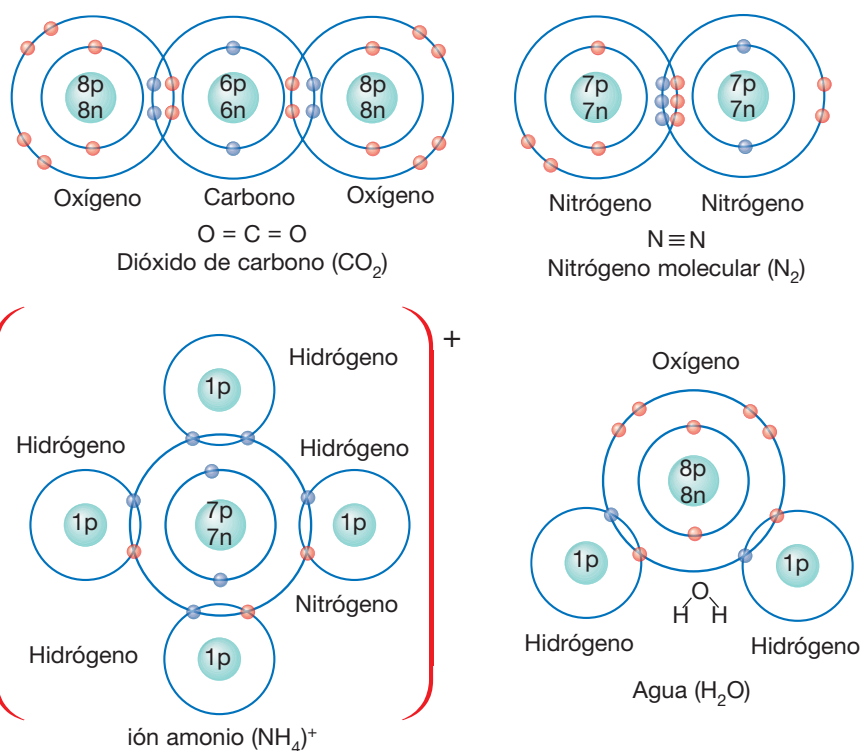 8p
8n
6p
6n
8p
8n
Oxígeno
Carbono
Oxígeno
O = C = O
Dióxido de carbono (CO2)
7p
7n
7p
7n
Nitrógeno
Nitrógeno
N≡N
Nitrógeno molecular (N2)
+
Hidrógeno
1p
Hidrógeno
Hidrógeno
1p
7p
7n
1p
Nitrógeno
Hidrógeno
1p
ión amonio (NH4)+
Oxígeno
8p
8n
1p
1p
O
H H
Hidrógeno
Hidrógeno
Agua (H2O)